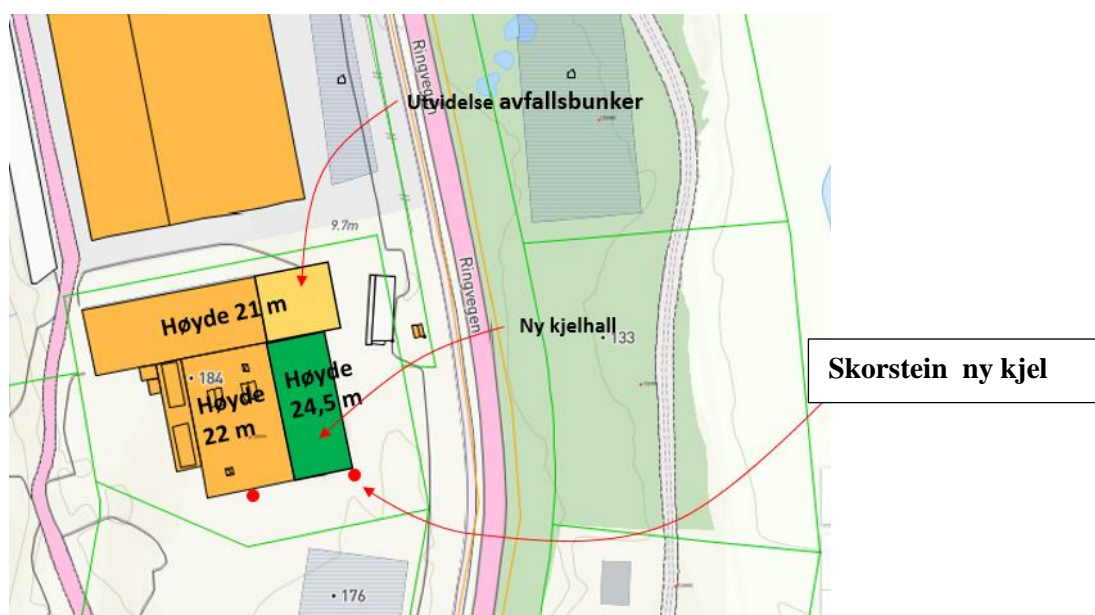 Ringvegen
Utvidelse avfallsbunker
9.7m
Ringvegen
Høyde 21 m
Ny kjelhall
133
Skorstein ny kjel
184
Høyde
22 m
Høyde
24,5 m
176